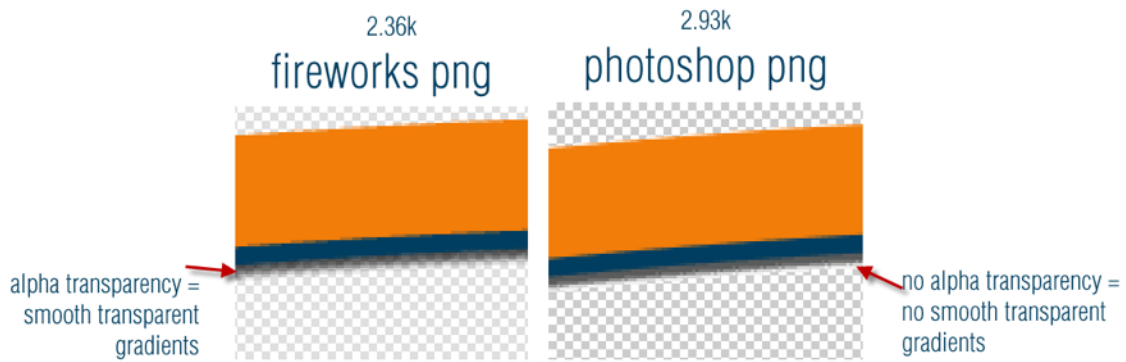 2.36k
fireworks png
2.93k
photoshop png
alpha transparency =
smooth transparent
gradients
no alpha transparency =
no smooth transparent
gradients